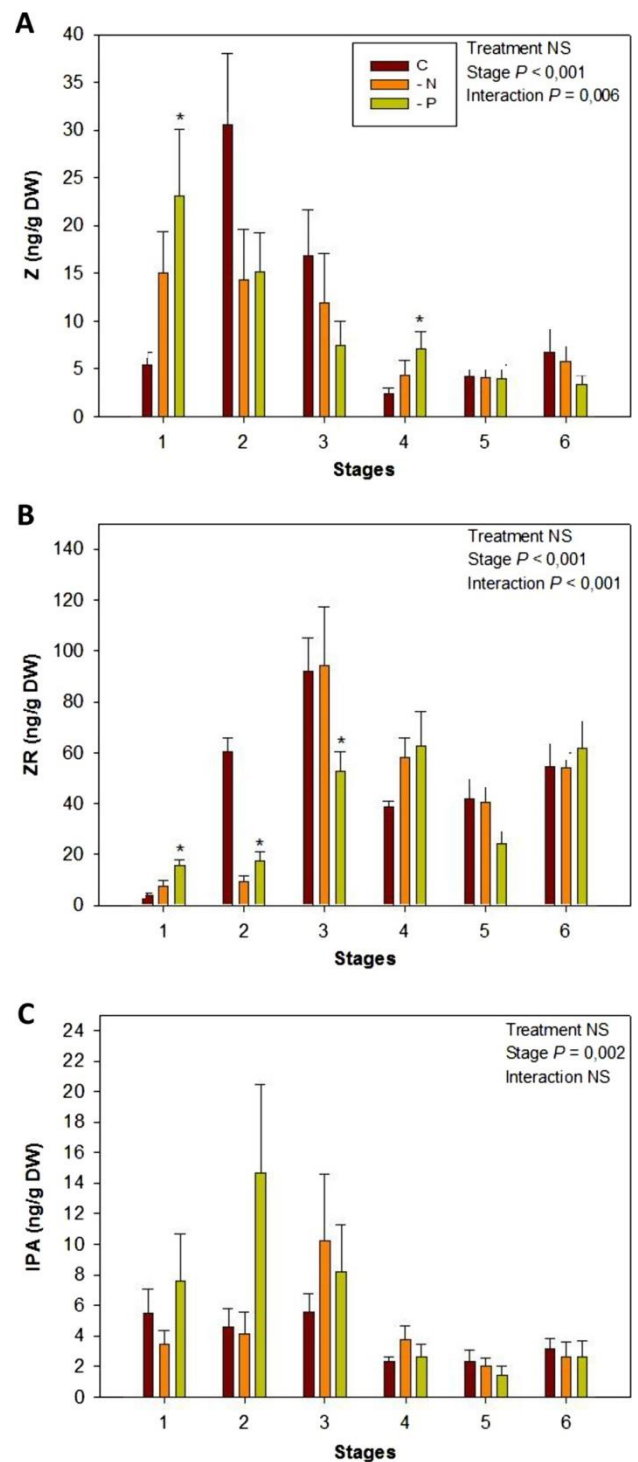 A
40
35
30
25
20
15
10
5
0
Z (ng/g DW)
C
- N
- P
Treatment NS
Stage P < 0,001
Interaction P = 0,006
*
*
1 2 3 4 5 6
Stages
B
140
120
100
80
60
40
20
0
ZR (ng/g DW)
Treatment NS
Stage P < 0,001
Interaction P < 0,001
*
*
*
1 2 3 4 5 6
Stages
C
24
22
20
18
16
14
12
10
8
6
4
2
0
IPA (ng/g DW)
Treatment NS
Stage P = 0,002
Interaction NS
1 2 3 4 5 6
Stages